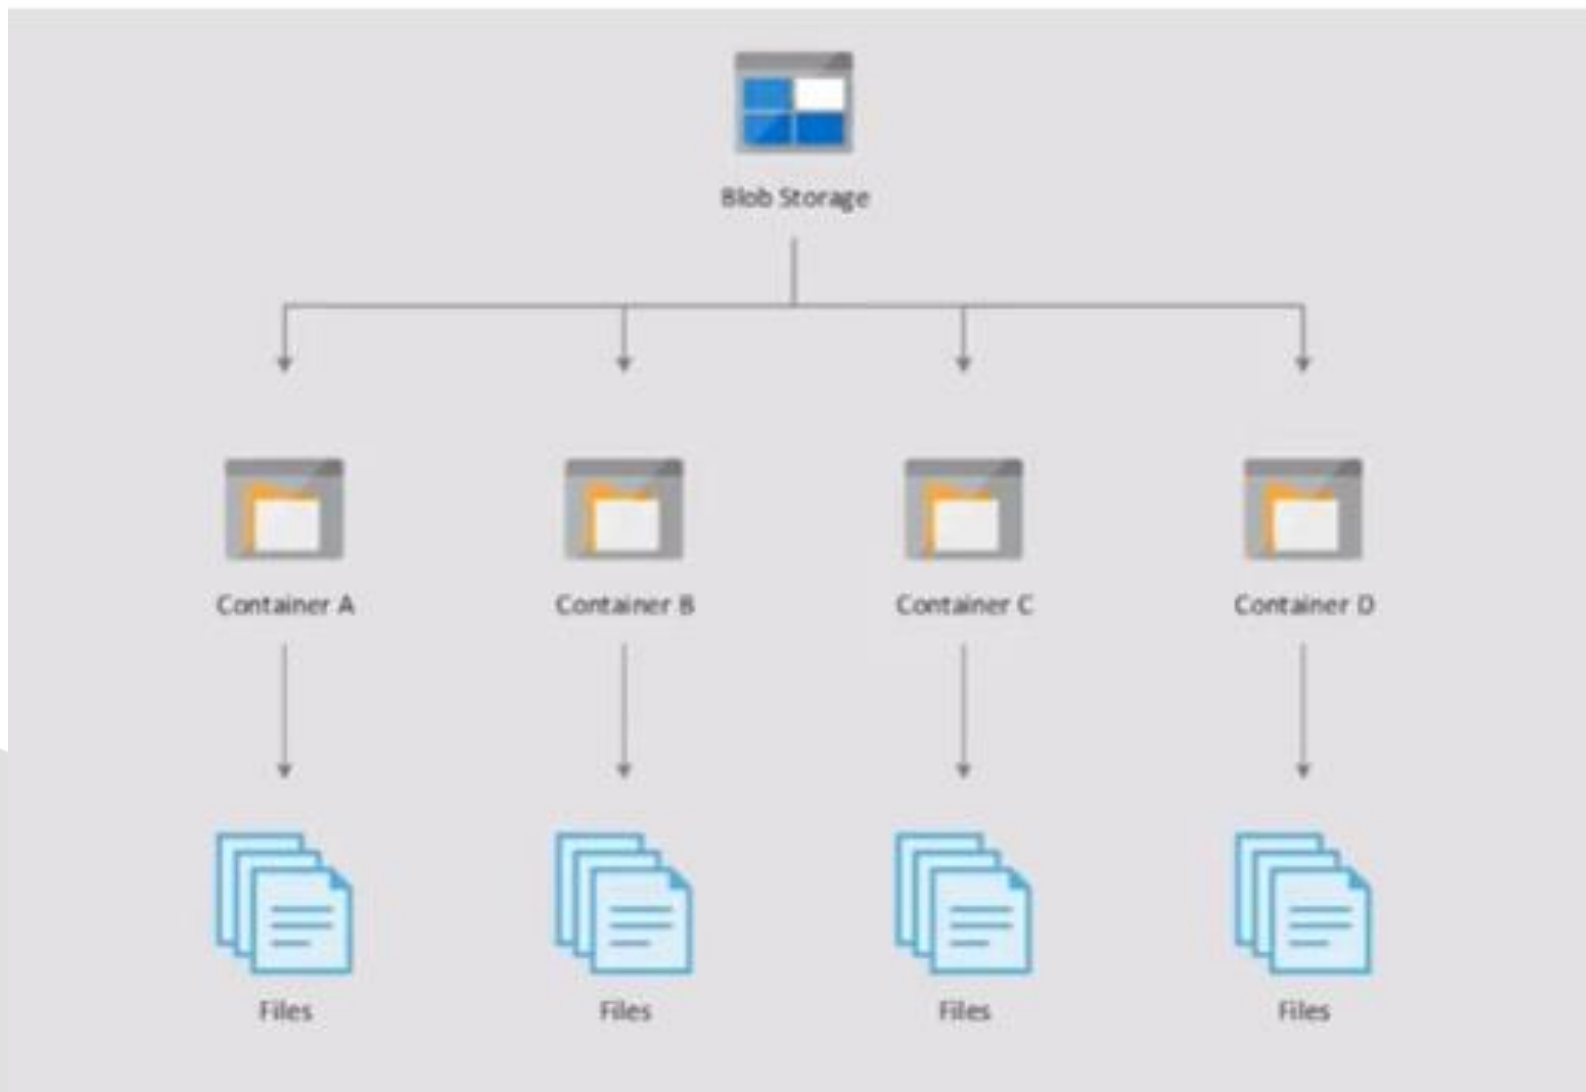 Blob Storage
Container A
Container B
Container C
Container D
Files
Files
Files
Files